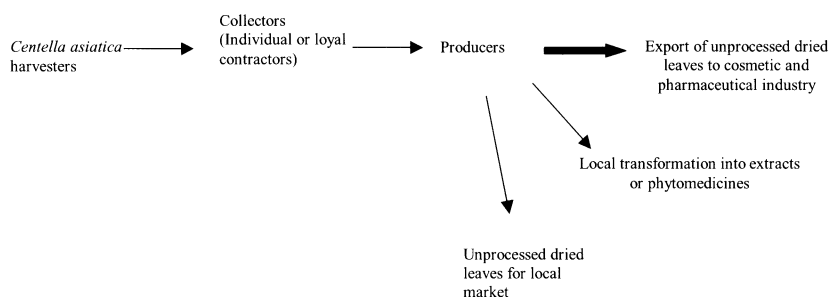 Centella asiatica
harvesters
Collectors
(Individual or loyal
contractors)
Producers
Export of unprocessed dried
leaves to cosmetic and
pharmaceutical industry
Local transformation into extracts
or phytomedicines
Unprocessed dried
leaves for local
market